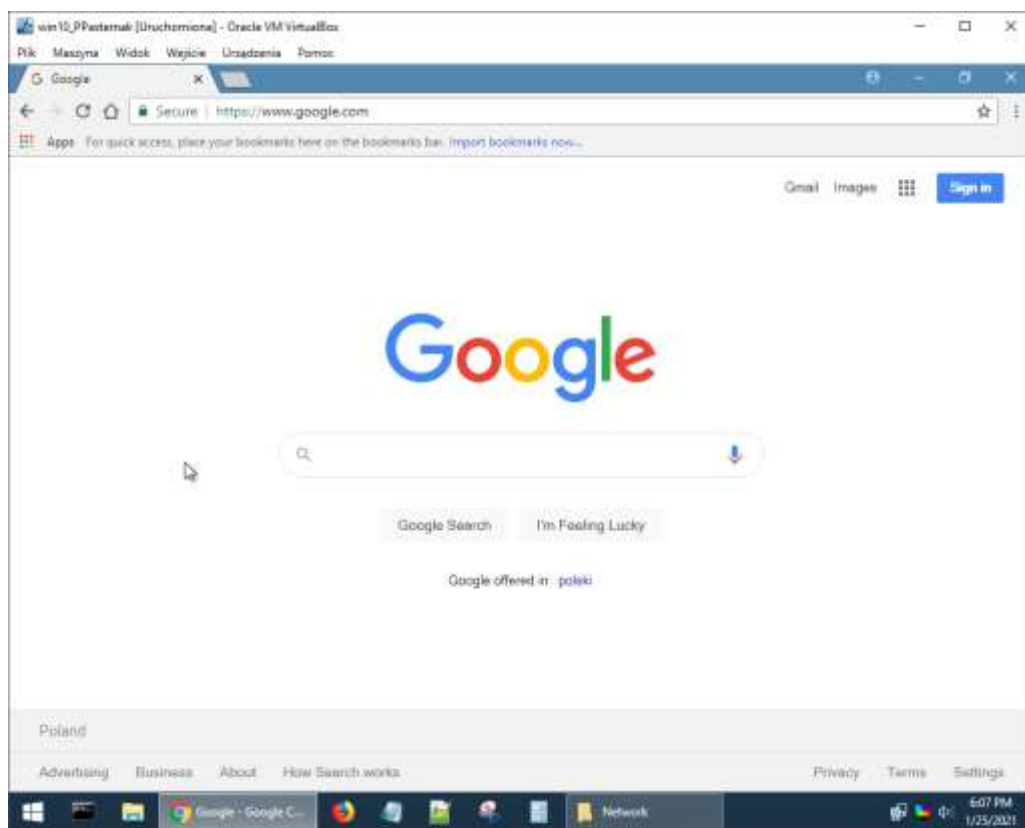 win10_PPasternak [Uruchomiona] - Oracle VM VirtualBox
Plik Maszyna Widok Wejście Urządzenia Pomoc
Google
Secure https://www.google.com
Apps For quick access, place your bookmarks here on the bookmarks bar. Import bookmarks now...
Gmail Images Sign in
Google
Google Search I'm Feeling Lucky
Google offered in: polski
Poland
Advertising Business About How Search works Privacy Terms Settings
Google - Google C... Network 6:07 PM
1/25/2021